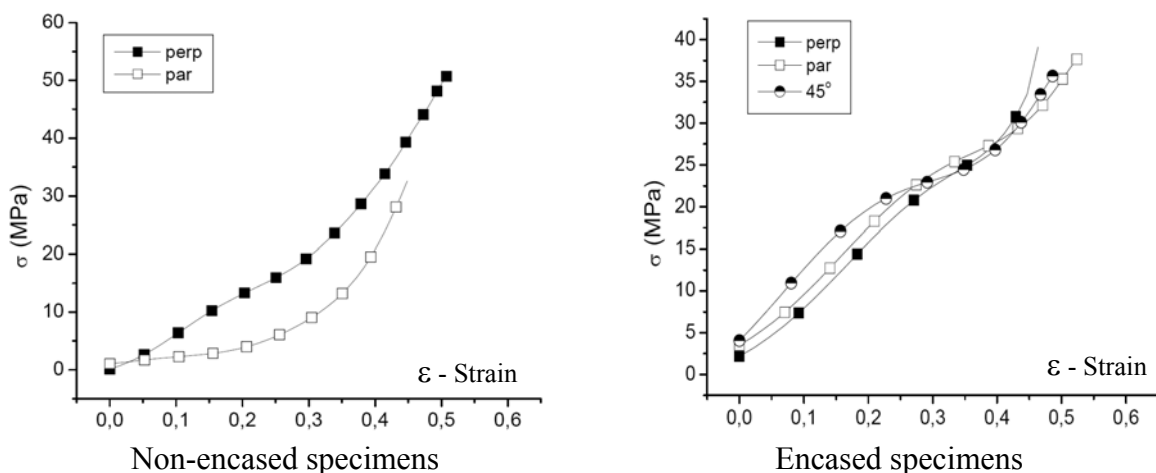 60
50
40
30
20
10
0
σ (MPa)
perp
par
ε - Strain
0,0 0,1 0,2 0,3 0,4 0,5 0,6
Non-encased specimens
40
35
30
25
20
15
10
5
0
σ (MPa)
perp
par
45°
ε - Strain
0,0 0,1 0,2 0,3 0,4 0,5 0,6
Encased specimens